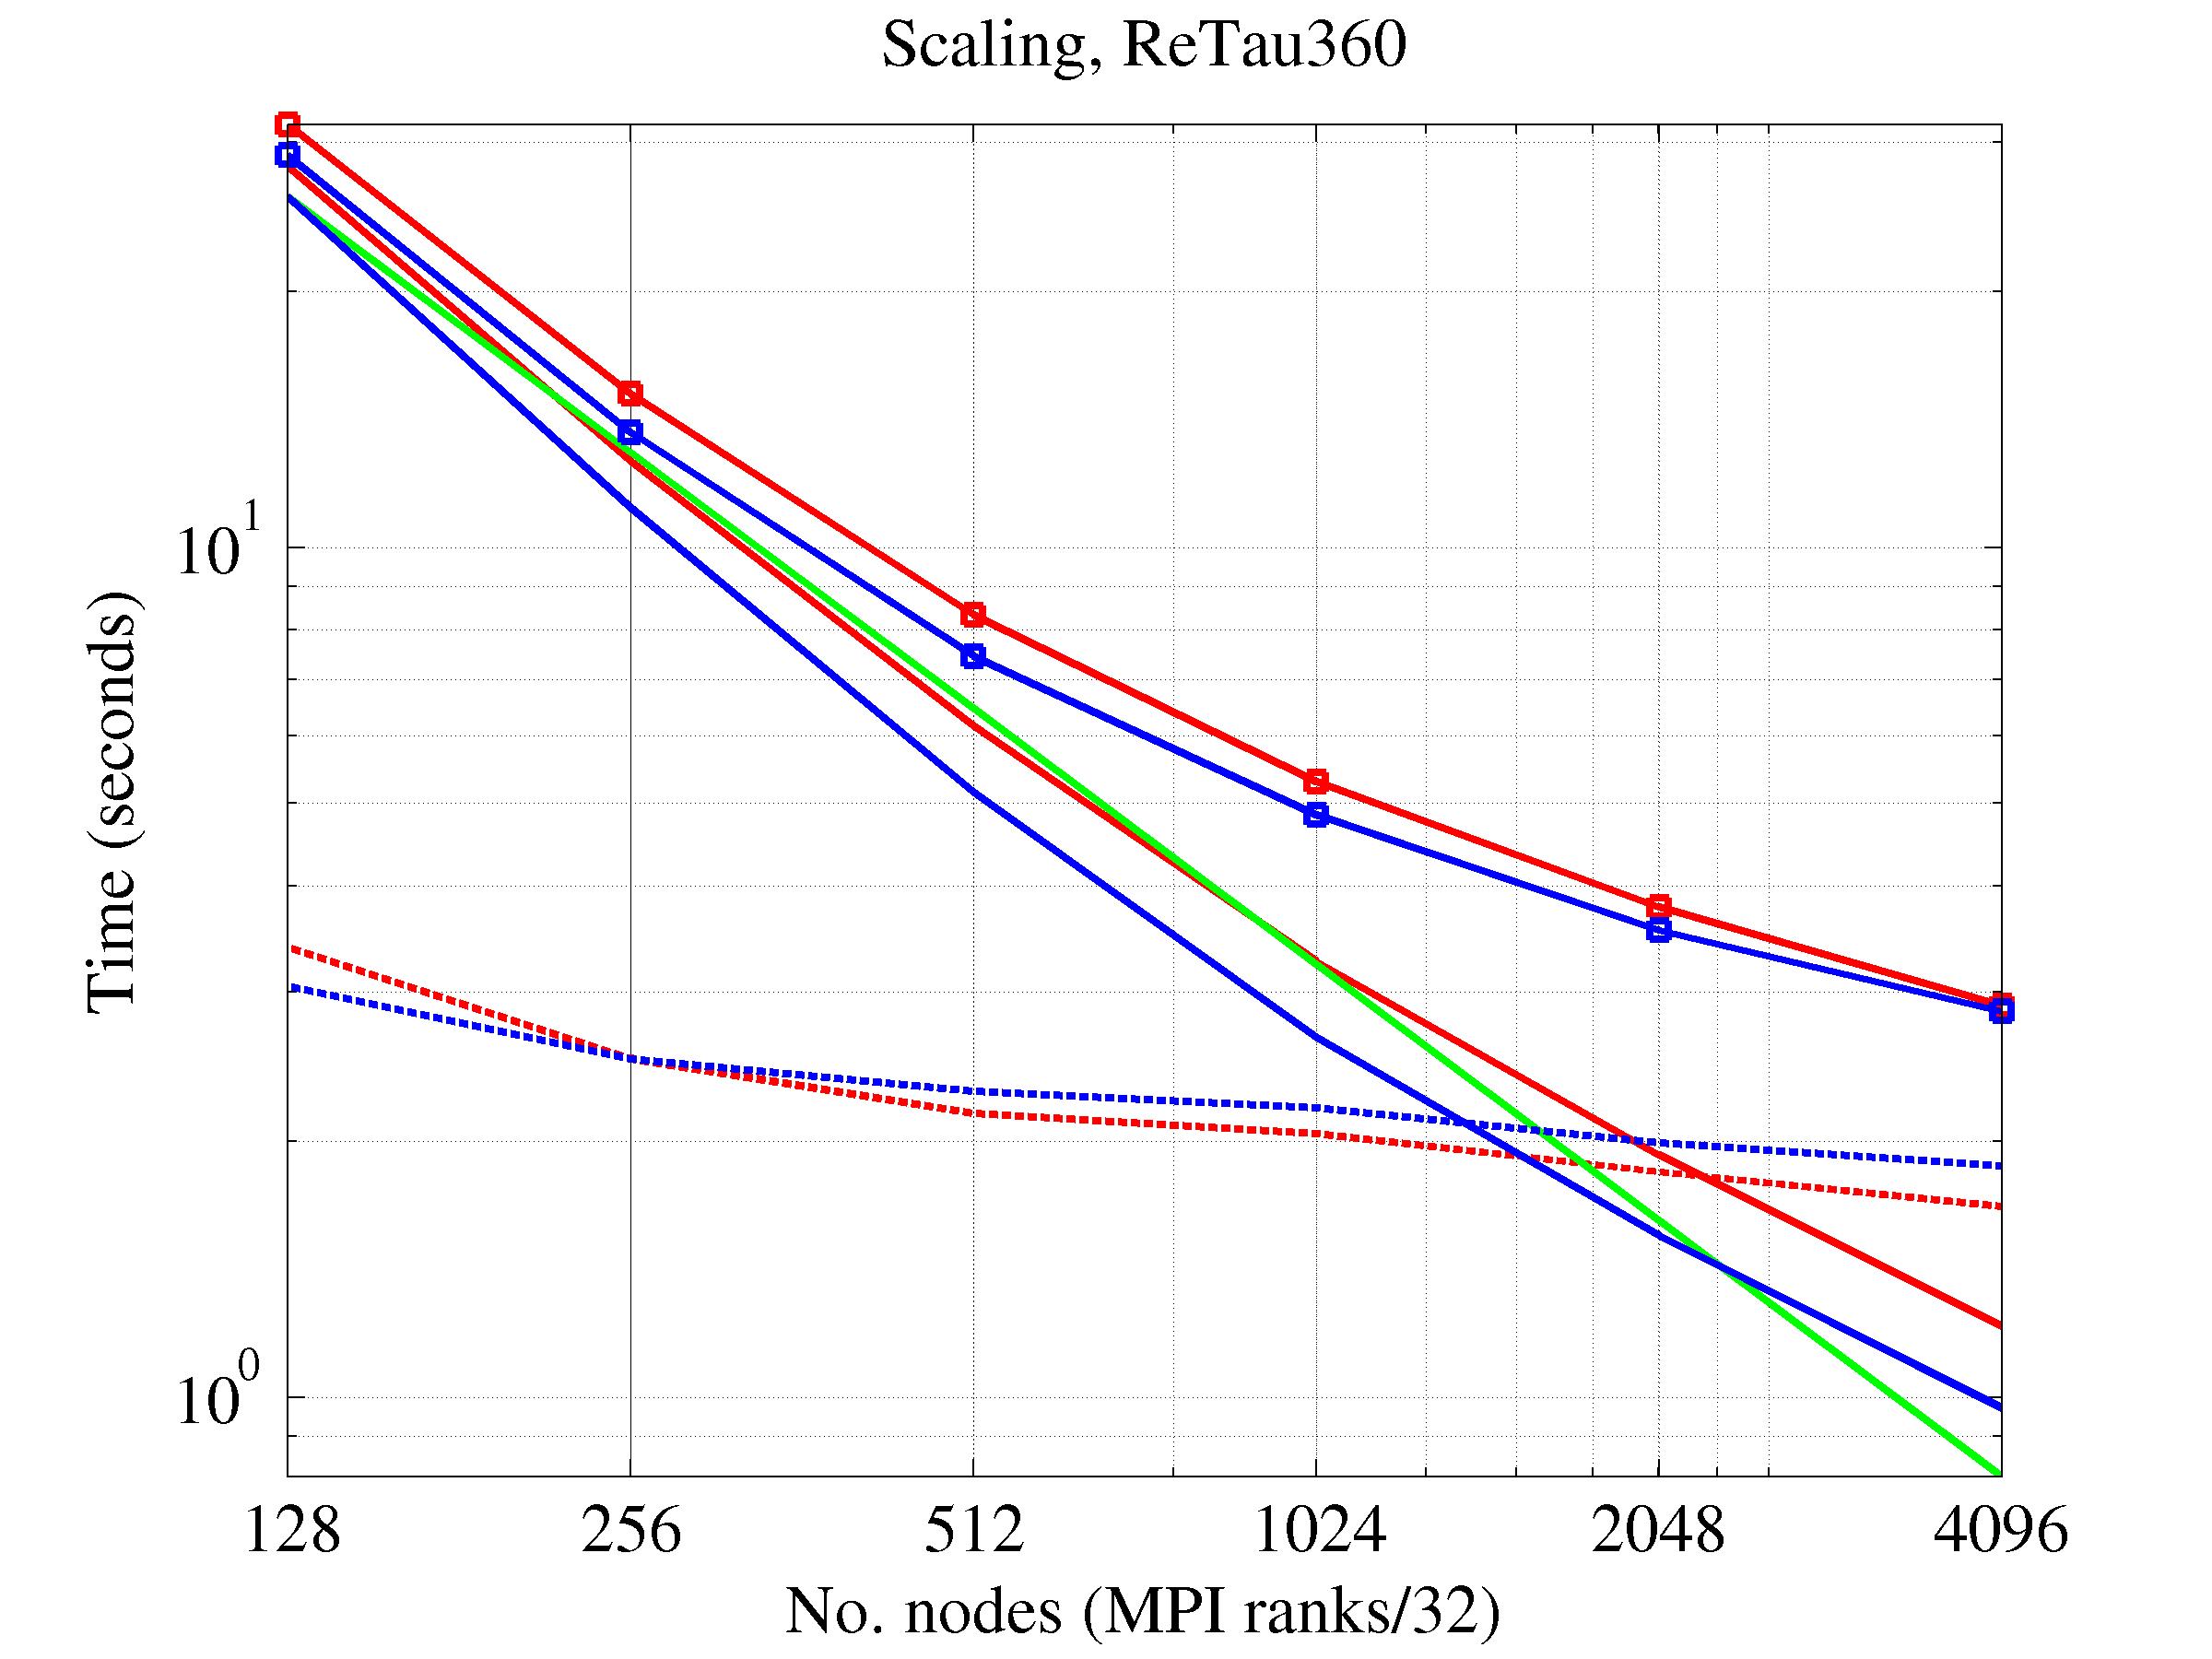 Scaling, ReTau360
Time (seconds)
10^1
10^0
128 256 512 1024 2048 4096
No. nodes (MPI ranks/32)